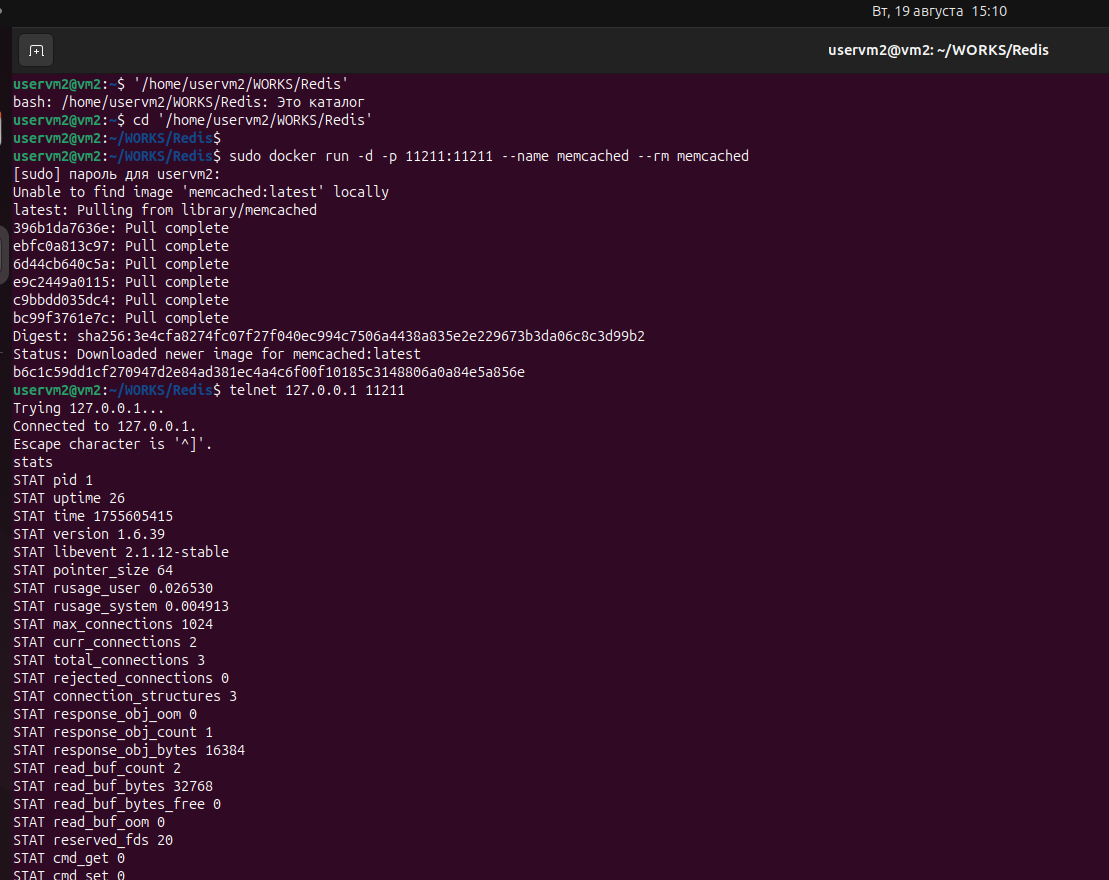 Вт, 19 августа 15:10
uservm2@vm2: ~/WORKS/Redis
uservm2@vm2:~$ '/home/uservm2/WORKS/Redis'
bash: /home/uservm2/WORKS/Redis: Это каталог
uservm2@vm2:~$ cd '/home/uservm2/WORKS/Redis'
uservm2@vm2:~/WORKS/Redis$
uservm2@vm2:~/WORKS/Redis$ sudo docker run -d -p 11211:11211 --name memcached --rm memcached
[sudo] пароль для uservm2:
Unable to find image 'memcached:latest' locally
latest: Pulling from library/memcached
396b1da7636e: Pull complete
ebfc0a813c97: Pull complete
6d44cb640c5a: Pull complete
e9c2449a0115: Pull complete
c9bbdd035dc4: Pull complete
bc99f3761e7c: Pull complete
Digest: sha256:3e4cfa8274fc07f27f040ec994c7506a4438a835e2e229673b3da06c8c3d99b2
Status: Downloaded newer image for memcached:latest
b6c1c59dd1cf270947d2e84ad381ec4a4c6f00f10185c3148806a0a84e5a856e
uservm2@vm2:~/WORKS/Redis$ telnet 127.0.0.1 11211
Trying 127.0.0.1...
Connected to 127.0.0.1.
Escape character is '^]'.
stats
STAT pid 1
STAT uptime 26
STAT time 1755605415
STAT version 1.6.39
STAT libevent 2.1.12-stable
STAT pointer_size 64
STAT rusage_user 0.026530
STAT rusage_system 0.004913
STAT max_connections 1024
STAT curr_connections 2
STAT total_connections 3
STAT rejected_connections 0
STAT connection_structures 3
STAT response_obj_oom 0
STAT response_obj_count 1
STAT response_obj_bytes 16384
STAT read_buf_count 2
STAT read_buf_bytes 32768
STAT read_buf_bytes_free 0
STAT read_buf_oom 0
STAT reserved_fds 20
STAT cmd_get 0
STAT cmd_set 0